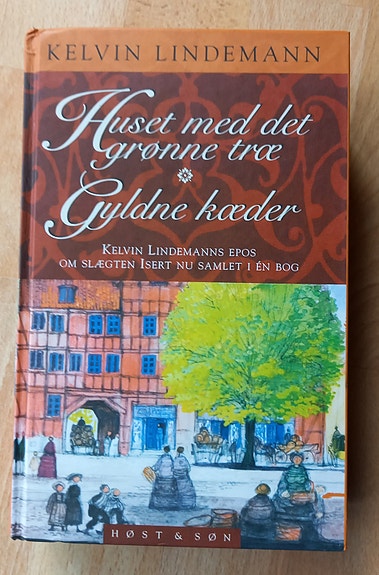 KELVIN LINDEMANN
Huset med det
grønne træ
Gyldne kæder
KELVIN LINDEMANNS EPOS
OM SLÆGTEN ISERT NU SAMLET I ÉN BOG
HØST & SØN